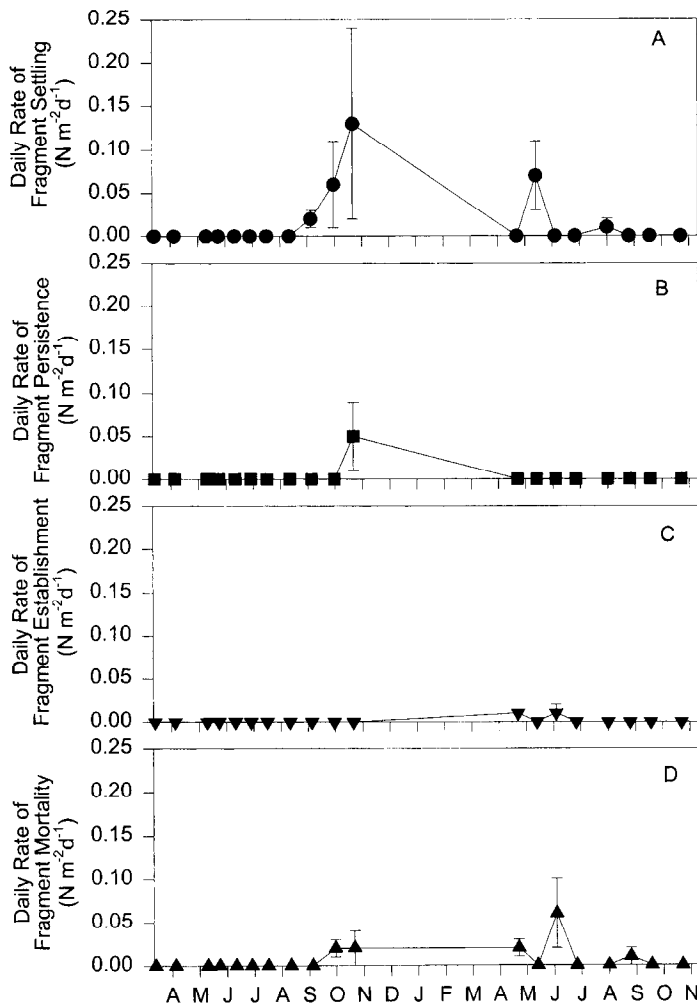 Daily Rate of
Fragment Settling
(N m-2d-1)
0.25
0.20
0.15
0.10
0.05
0.00
A
Daily Rate of
Fragment Persistence
(N m-2d-1)
0.25
0.20
0.15
0.10
0.05
0.00
B
Daily Rate of
Fragment Establishment
(N m-2d-1)
0.25
0.20
0.15
0.10
0.05
0.00
C
Daily Rate of
Fragment Mortality
(N m-2d-1)
0.25
0.20
0.15
0.10
0.05
0.00
D
A M J J A S O N D J F M A M J J A S O N